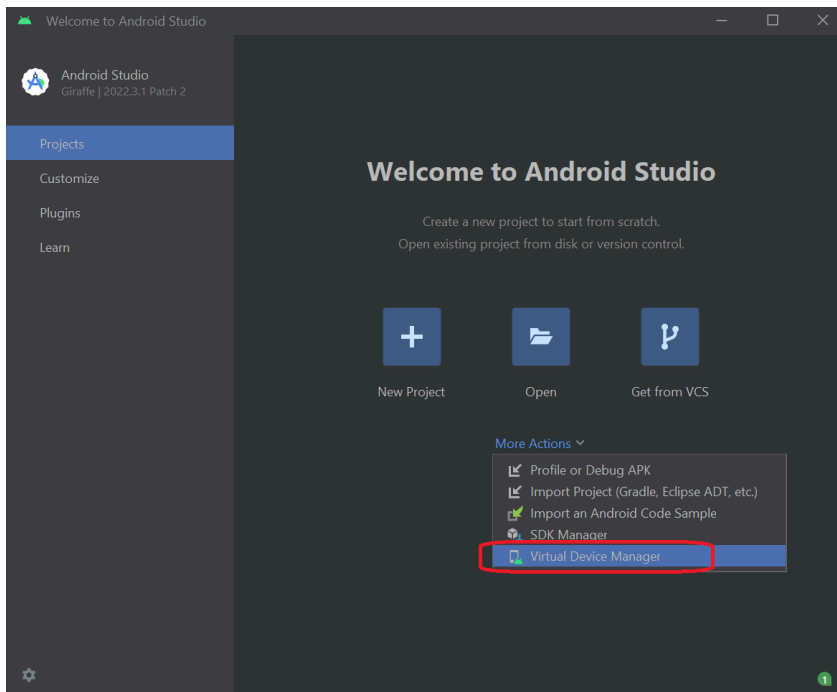 Welcome to Android Studio
Android Studio
Giraffe | 2022.3.1 Patch 2
Projects
Customize
Plugins
Learn
Welcome to Android Studio
Create a new project to start from scratch.
Open existing project from disk or version control.
New Project
Open
Get from VCS
More Actions
Profile or Debug APK
Import Project (Gradle, Eclipse ADT, etc.)
Import an Android Code Sample
SDK Manager
Virtual Device Manager
1